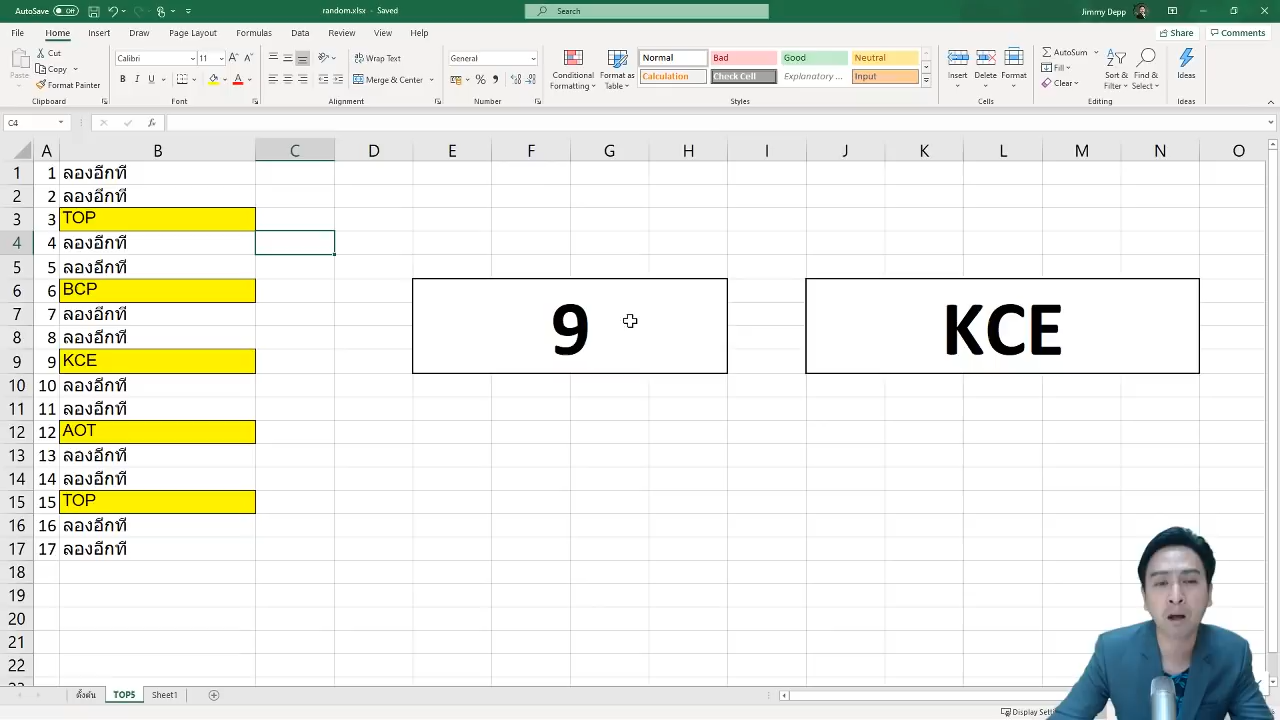 AutoSave Off random.xlsx - Saved Search Jimmy Depp
File Home Insert Draw Page Layout Formulas Data Review View Help Share Comments
Cut Calibri 11 Wrap Text General Normal Bad Good Neutral AutoSum
Paste Copy Conditional Format as Insert Delete Format Fill Sort & Find & Ideas
Format Painter B I U A Merge & Center % Formatting Table Calculation Check Cell Explanatory ... Input Clear Filter Select
Clipboard Font Alignment Number Styles Cells Editing Ideas
C4 fx
A B C D E F G H I J K L M N O
1 1 ลองอีกที
2 2 ลองอีกที
3 3 TOP
4 4 ลองอีกที
5 5 ลองอีกที
6 6 BCP
7 7 ลองอีกที
8 8 ลองอีกที
9 KCE
9 9 KCE
10 10 ลองอีกที
11 11 ลองอีกที
12 12 AOT
13 13 ลองอีกที
14 14 ลองอีกที
15 15 TOP
16 16 ลองอีกที
17 17 ลองอีกที
18
19
20
21
22
ตั้งต้น TOP5 Sheet1